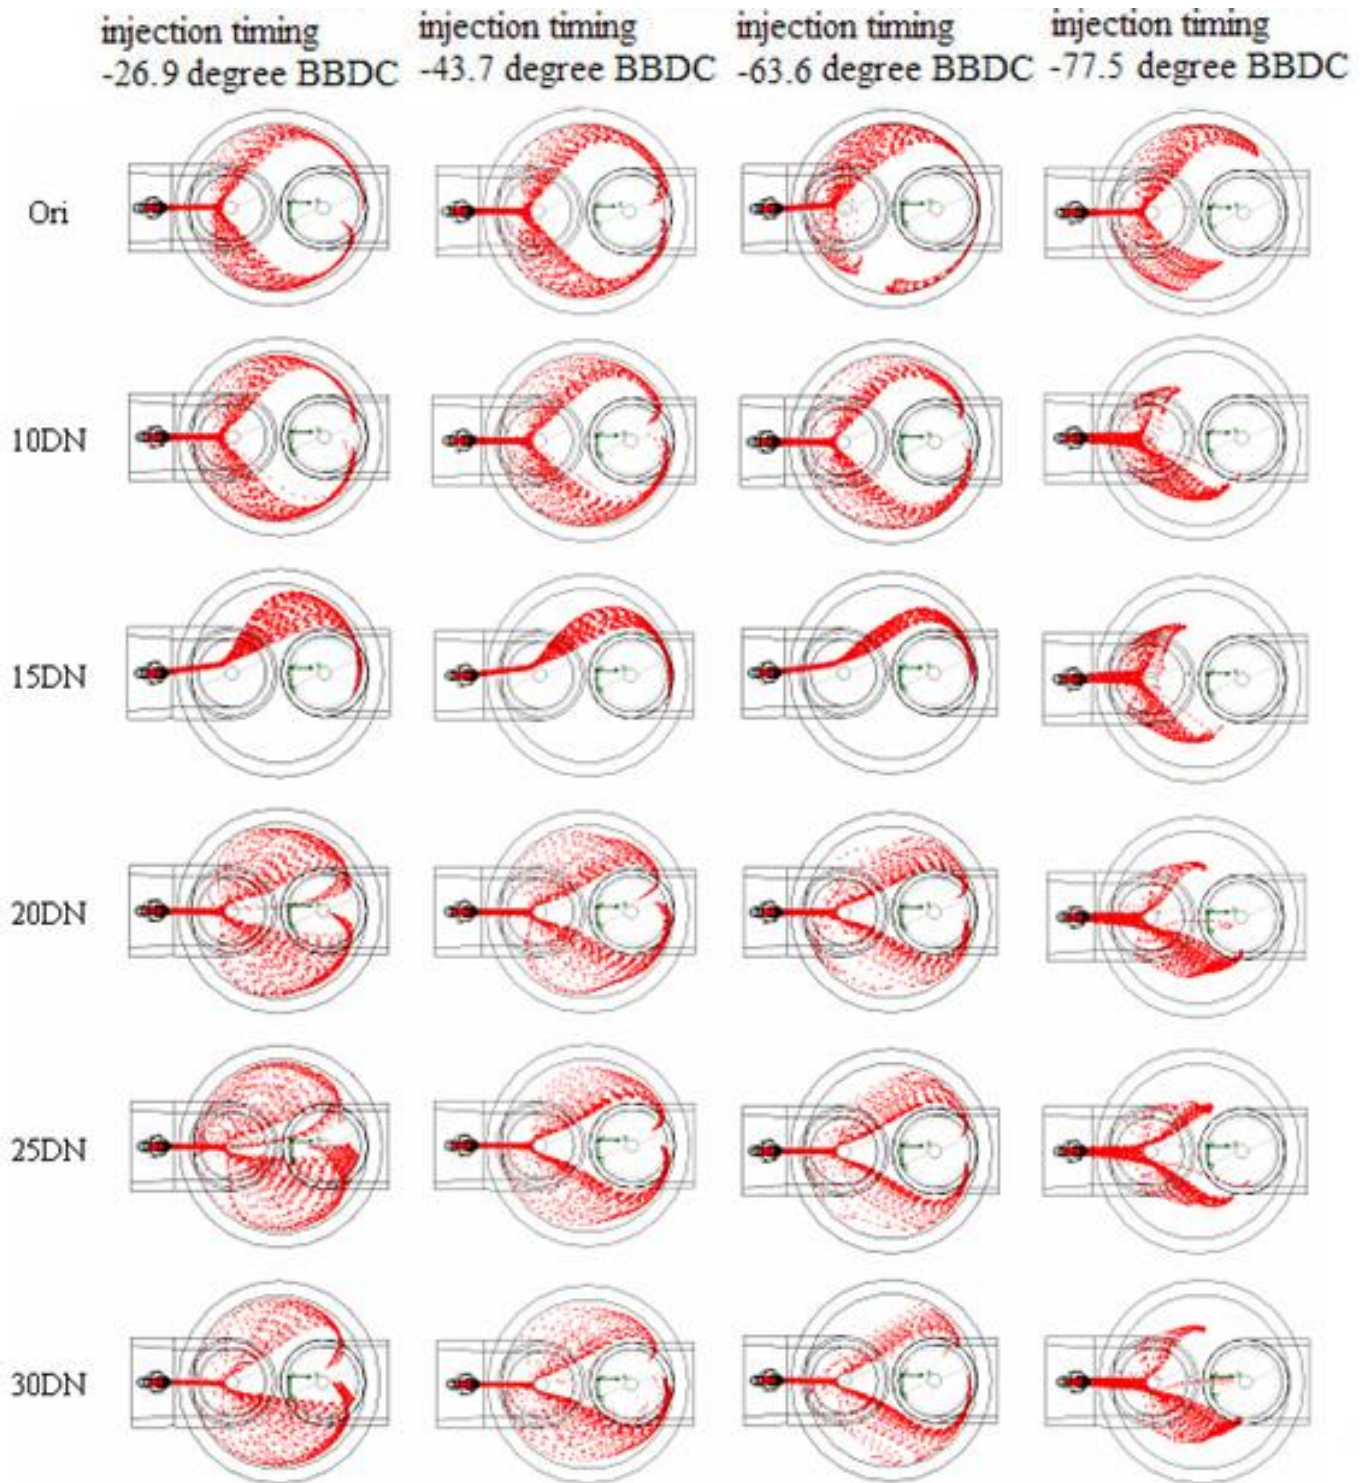 injection timing
-26.9 degree BBDC
injection timing
-43.7 degree BBDC
injection timing
-63.6 degree BBDC
injection timing
-77.5 degree BBDC
Ori
10DN
15DN
20DN
25DN
30DN